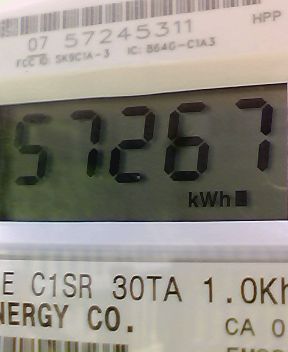 07 57245311 HPP
FCC ID: SK9C1A-3 IC: 864G-C1A3
57267
kWh
E C1SR 30TA 1.0Kh
NERGY CO.
CA 0